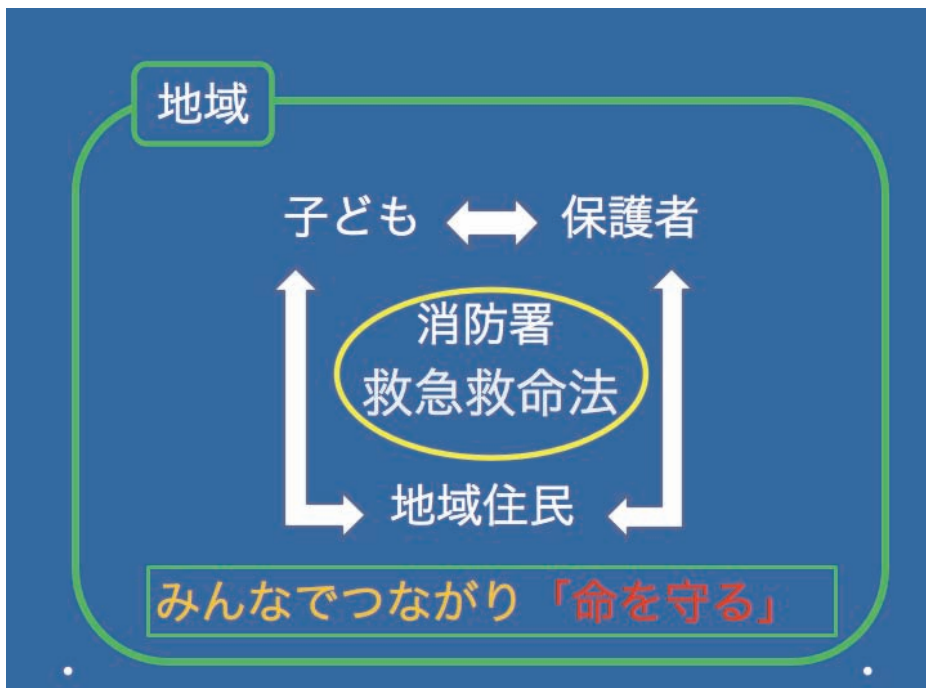 地域
子ども
保護者
消防署
救急救命法
地域住民
みんなでつながり「命を守る」